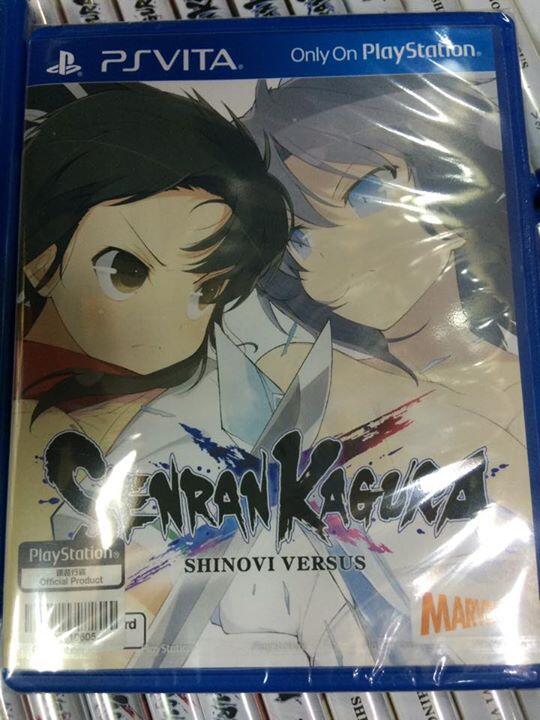 PSVITA
Only On PlayStation®
SENRAN KAGURA
SHINOVI VERSUS
PlayStation®
Official Product